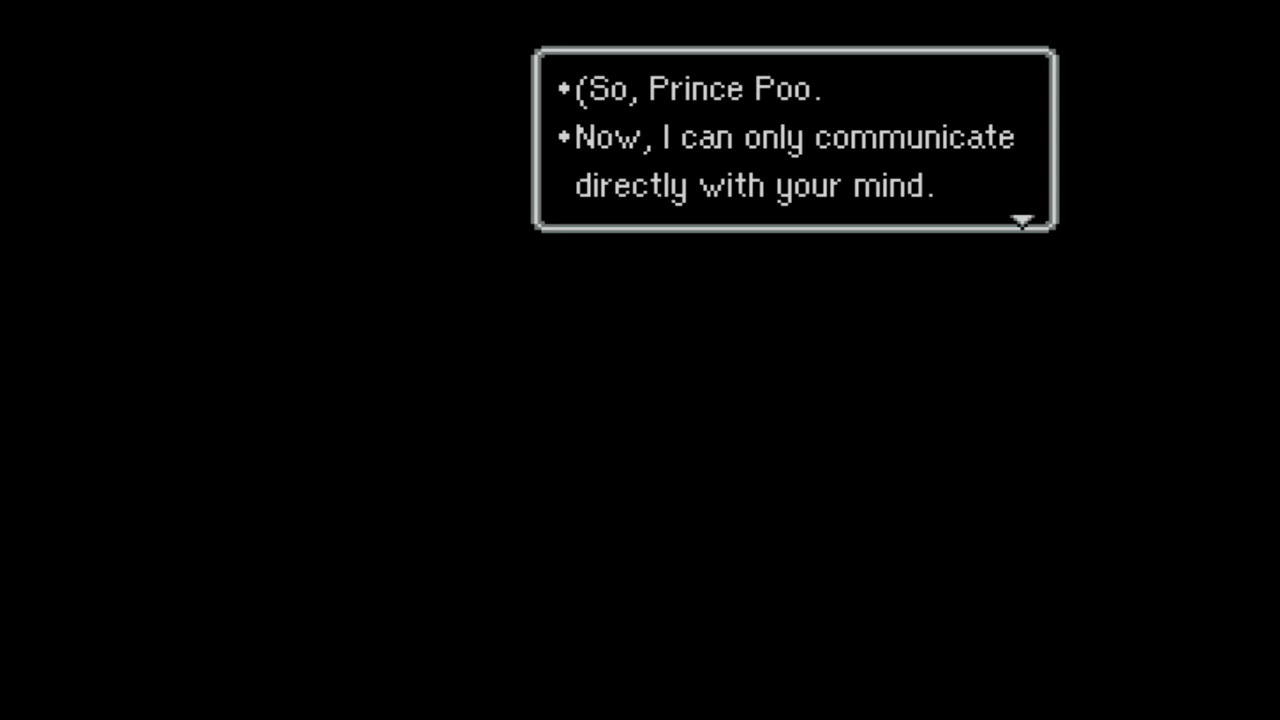 •(So, Prince Poo.
•Now, I can only communicate
directly with your mind.